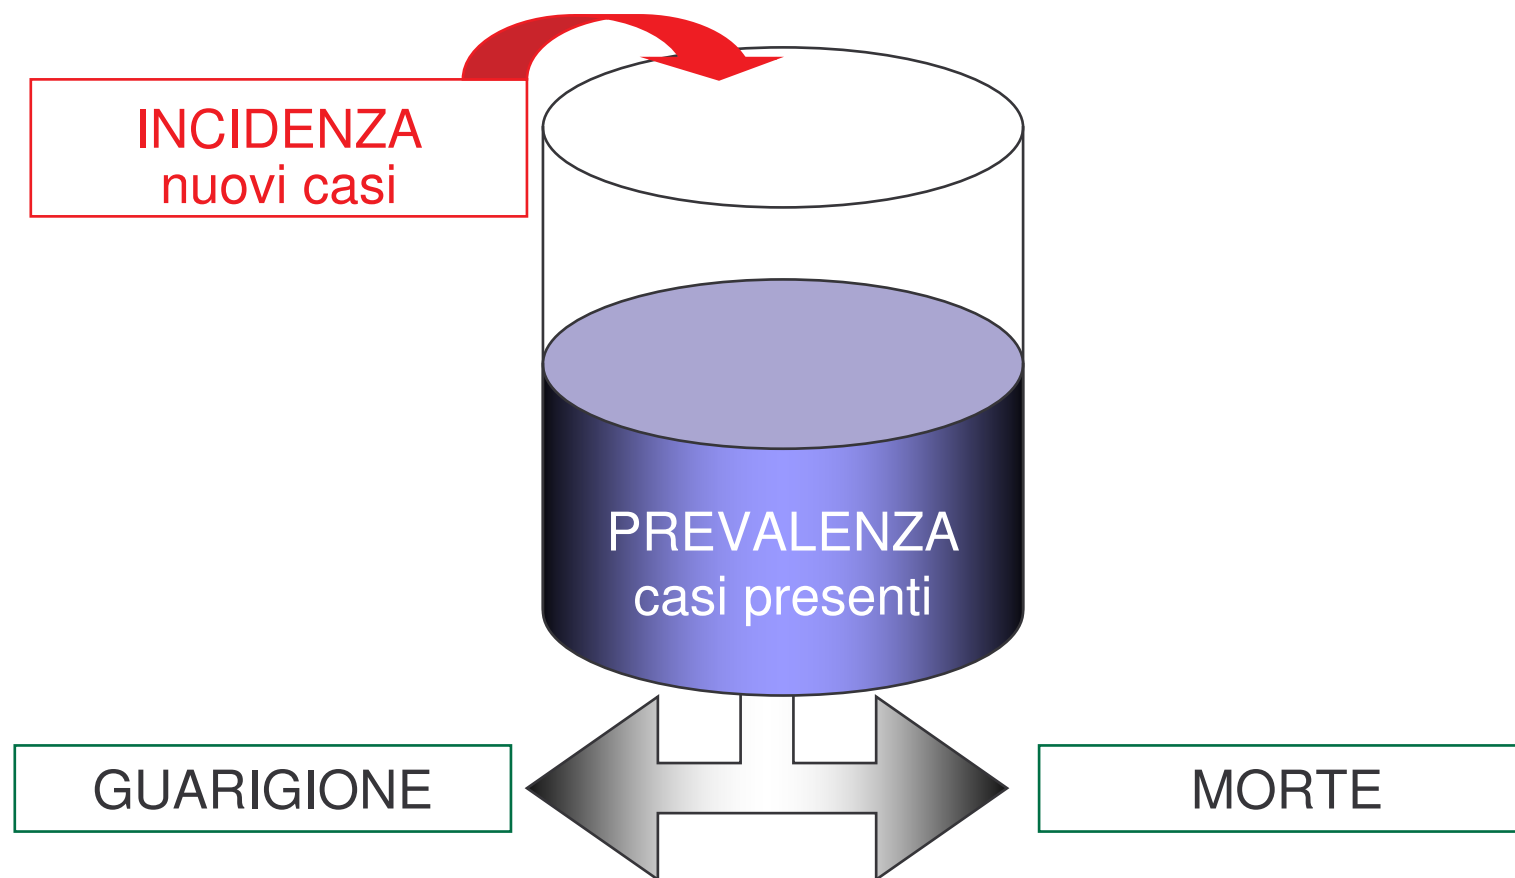 INCIDENZA
nuovi casi
PREVALENZA
casi presenti
GUARIGIONE
MORTE